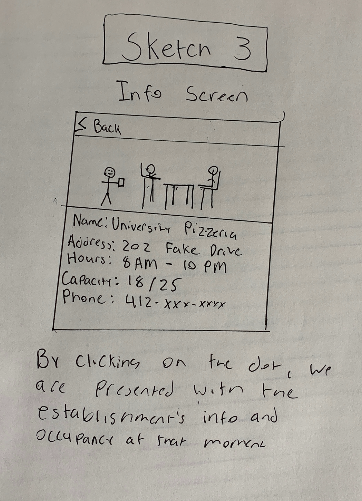 Sketch 3
Info Screen
< Back
Name: University Pizzeria
Address: 202 Fake Drive
Hours: 8 AM - 10 PM
Capacity: 18/25
Phone: 412-xxx-xxxx
By clicking on the dot, we
are presented with the
establishment's info and
occupancy at that moment